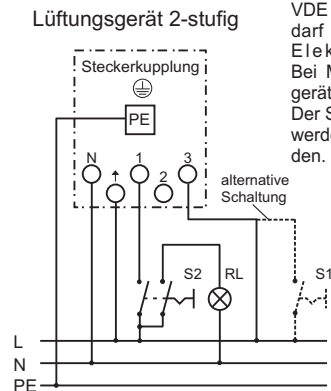 Lüftungsgerät 2-stufig
VDE
darf
Elek
Bei M
gerät
Der S
werde
den.
Steckerkupplung
PE
N
1
2
3
alternative
Schaltung
S2
RL
S1
L
N
PE